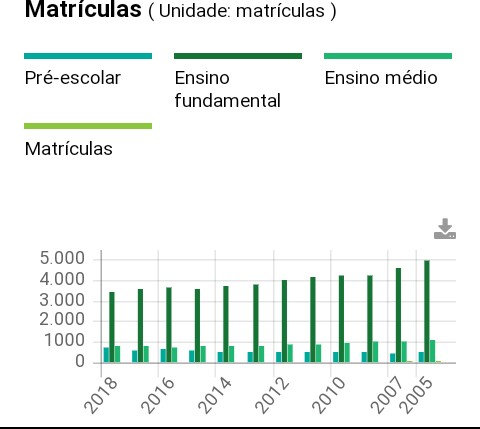 Matrículas ( Unidade: matrículas )
Pré-escolar
Ensino fundamental
Ensino médio
Matrículas
5.000
4.000
3.000
2.000
1000
0
2018 2016 2014 2012 2010 2007 2005